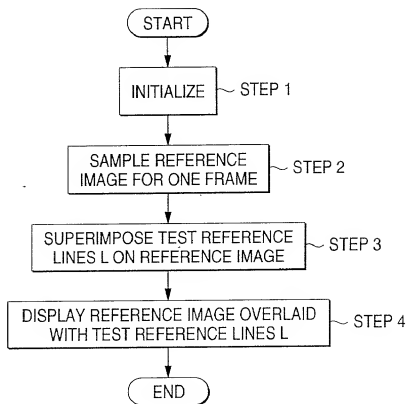 START
INITIALIZE
STEP 1
SAMPLE REFERENCE
IMAGE FOR ONE FRAME
STEP 2
SUPERIMPOSE TEST REFERENCE
LINES L ON REFERENCE IMAGE
STEP 3
DISPLAY REFERENCE IMAGE OVERLAID
WITH TEST REFERENCE LINES L
STEP 4
END